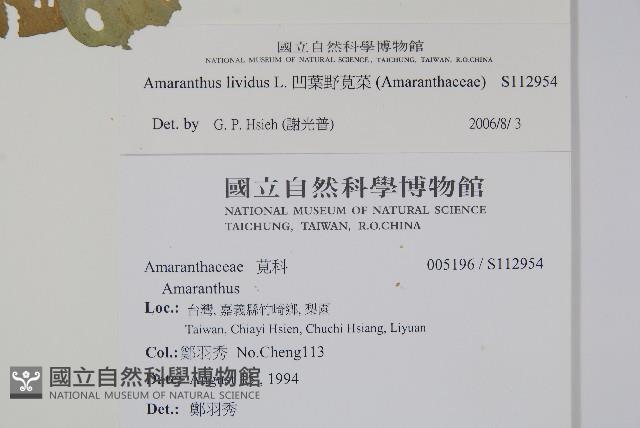 國立自然科學博物館
NATIONAL MUSEUM OF NATURAL SCIENCE, TAICHUNG, TAIWAN, R.O.CHINA
Amaranthus lividus L. 凹葉野莧菜 (Amaranthaceae) S112954
Det. by G. P. Hsieh (謝光普) 2006/8/ 3
國立自然科學博物館
NATIONAL MUSEUM OF NATURAL SCIENCE
TAICHUNG, TAIWAN, R.O.CHINA
Amaranthaceae 莧科 005196 / S112954
Amaranthus
Loc.: 台灣, 嘉義縣竹崎鄉, 梨園
Taiwan, Chiayi Hsien, Chuchi Hsiang, Liyuan
Col.: 鄭羽秀 No.Cheng113
Date: August , 1994
國立自然科學博物館
NATIONAL MUSEUM OF NATURAL SCIENCE
Det.: 鄭羽秀